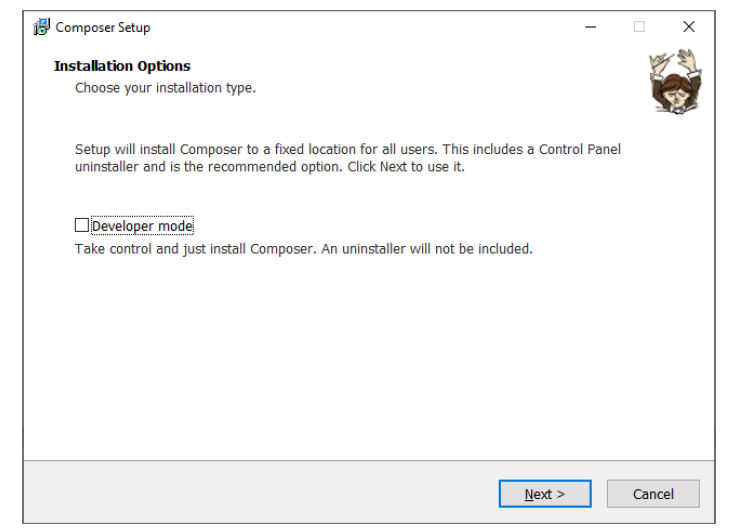 Composer Setup
Installation Options
Choose your installation type.
Setup will install Composer to a fixed location for all users. This includes a Control Panel
uninstaller and is the recommended option. Click Next to use it.
Developer mode
Take control and just install Composer. An uninstaller will not be included.
Next >
Cancel